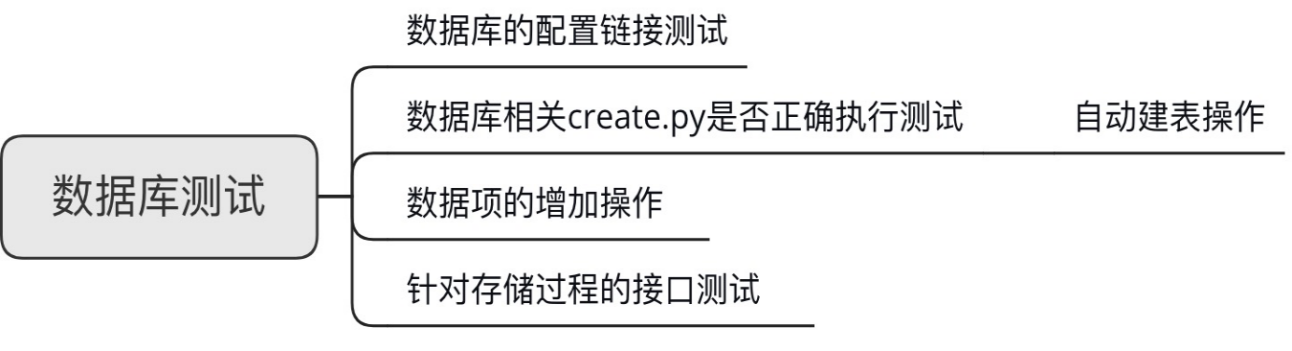 数据库的配置链接测试
数据库相关create.py是否正确执行测试 自动建表操作
数据库测试
数据项的增加操作
针对存储过程的接口测试